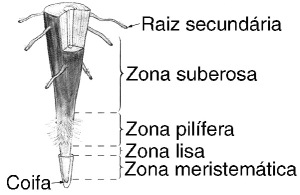 Raiz secundária
Zona suberosa
Zona pilífera
Zona lisa
Zona meristemática
Coifa